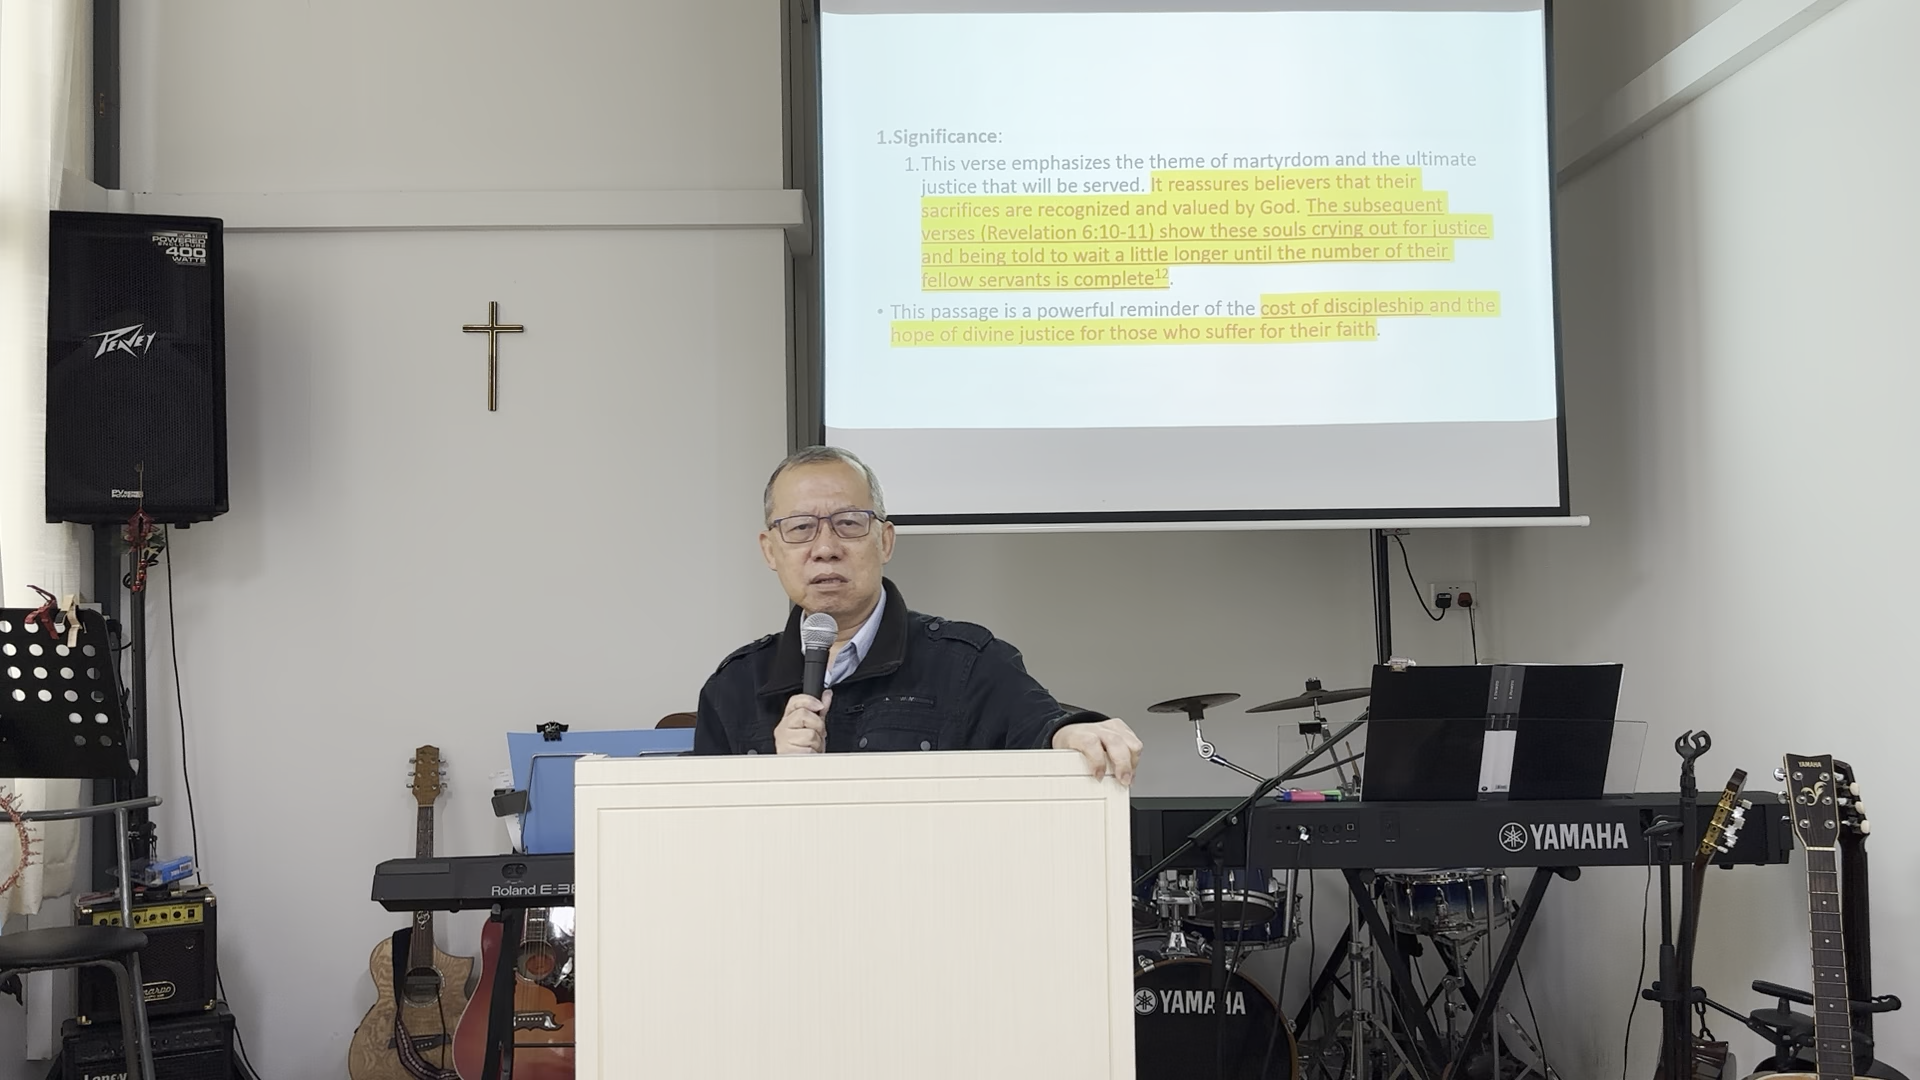 1.Significance:
1.This verse emphasizes the theme of martyrdom and the ultimate
justice that will be served. It reassures believers that their
sacrifices are recognized and valued by God. The subsequent
verses (Revelation 6:10-11) show these souls crying out for justice
and being told to wait a little longer until the number of their
fellow servants is complete12.
• This passage is a powerful reminder of the cost of discipleship and the
hope of divine justice for those who suffer for their faith.
POWERED
ENCLOSURE
400
WATTS
PEAVEY
Roland E-3
YAMAHA
YAMAHA
YAMAHA
Laney